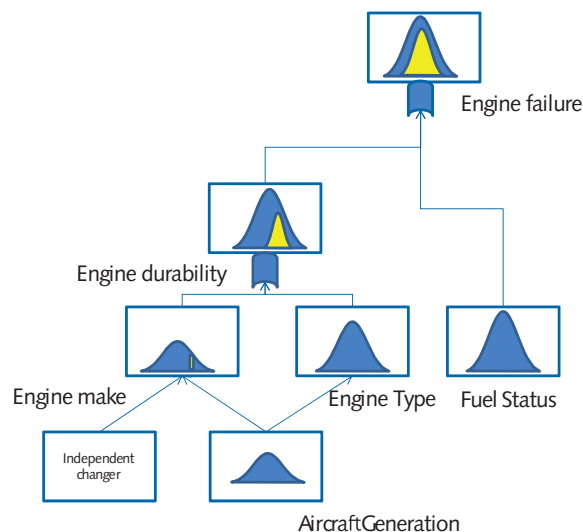 Engine failure
Engine durability
Engine make
Engine Type
Fuel Status
Independent
changer
AircraftGeneration